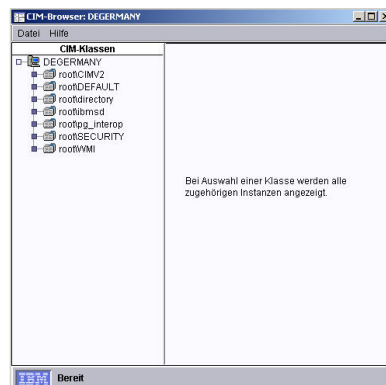 CIM-Browser: DEGERMANY
Datei Hilfe
CIM-Klassen
DEGERMANY
root\CIMV2
root\DEFAULT
root\directory
root\ibmsd
root\pg_interop
root\SECURITY
root\WMI
Bei Auswahl einer Klasse werden alle
zugehörigen Instanzen angezeigt.
IBM Bereit